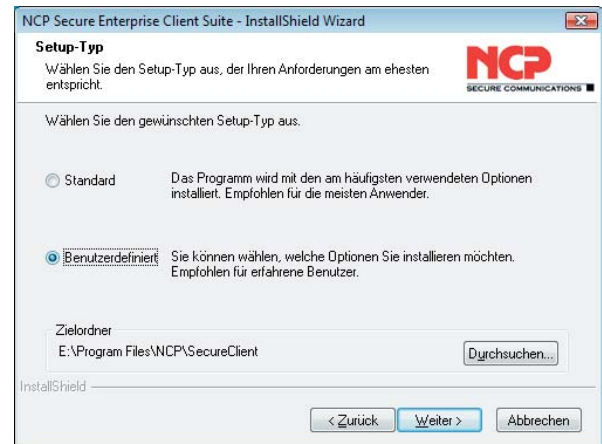 NCP Secure Enterprise Client Suite - InstallShield Wizard
Setup-Typ
Wählen Sie den Setup-Typ aus, der Ihren Anforderungen am ehesten
entspricht.
NCP
SECURE COMMUNICATIONS
Wählen Sie den gewünschten Setup-Typ aus.
Standard
Das Programm wird mit den am häufigsten verwendeten Optionen
installiert. Empfohlen für die meisten Anwender.
Benutzerdefiniert
Sie können wählen, welche Optionen Sie installieren möchten.
Empfohlen für erfahrene Benutzer.
Zielordner
E:\Program Files\NCP\SecureClient
Durchsuchen...
InstallShield
< Zurück
Weiter >
Abbrechen